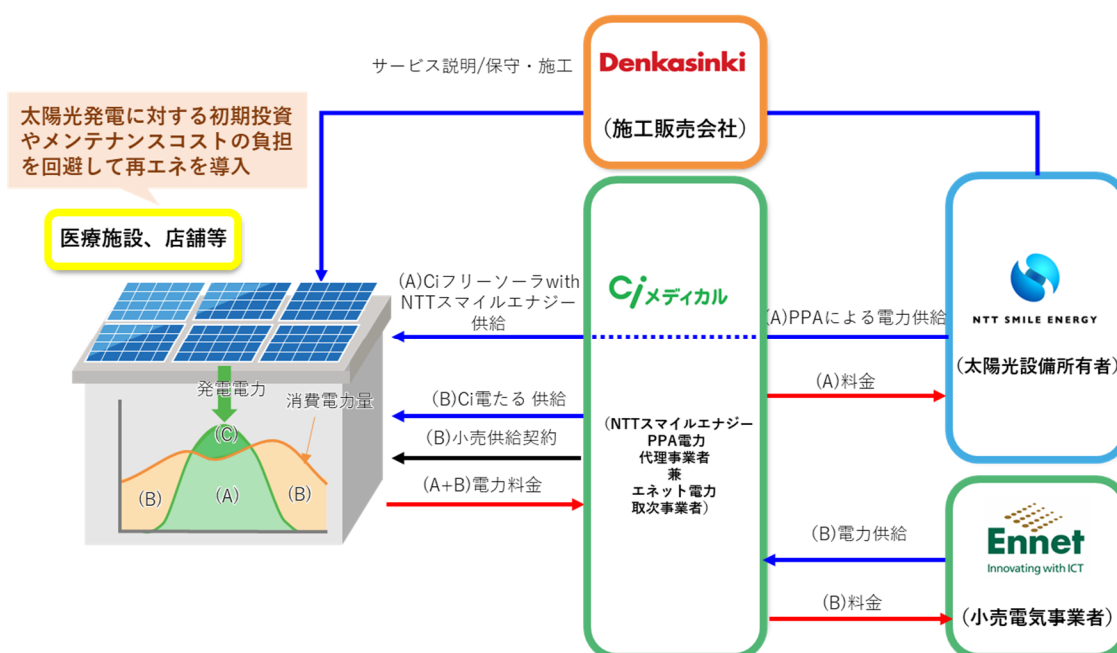 サービス説明/保守・施工
Denkasinki
(施工販売会社)
太陽光発電に対する初期投資
やメンテナンスコストの負担
を回避して再エネを導入
医療施設、店舗等
(A)Ciフリーソーラwith
NTTスマイルエナジー
供給
Ciメディカル
(A)PPAによる電力供給
NTT SMILE ENERGY
(太陽光設備所有者)
(A)料金
発電電力
消費電力量
(C)
(B)
(A)
(B)
(B)Ci電たる 供給
(B)小売供給契約
(A+B)電力料金
(NTTスマイルエナジー
PPA電力
代理事業者
兼
エネット電力
取次事業者)
(B)電力供給
Ennet
Innovating with ICT
(B)料金
(小売電気事業者)